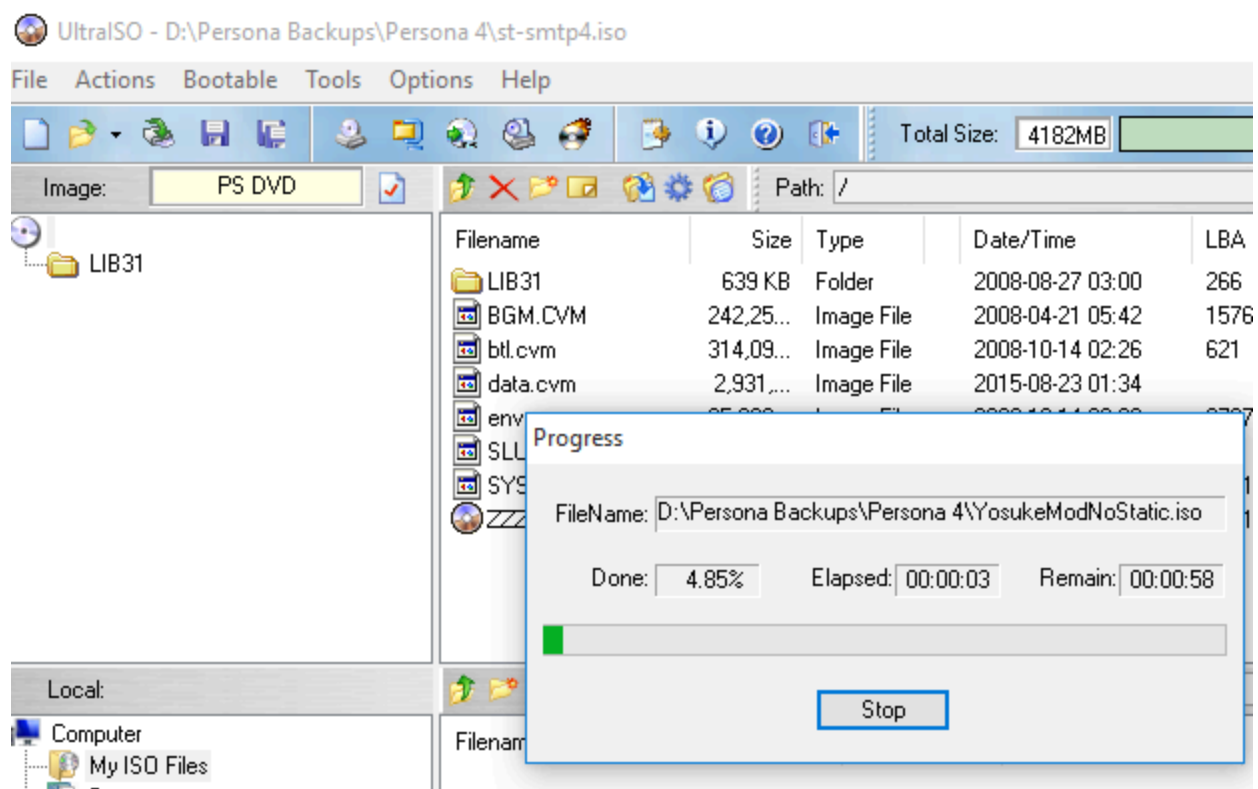 UltraISO - D:\Persona Backups\Persona 4\st-smtp4.iso
File Actions Bootable Tools Options Help
Total Size: 4182MB
Image: PS DVD Path: /
LIB31
Filename Size Type Date/Time LBA
LIB31 639 KB Folder 2008-08-27 03:00 266
BGM.CVM 242,25... Image File 2008-04-21 05:42 1576
btl.cvm 314,09... Image File 2008-10-14 02:26 621
data.cvm 2,931,... Image File 2015-08-23 01:34
env
SLU
SYS
ZZZ
Progress
FileName: D:\Persona Backups\Persona 4\YosukeModNoStatic.iso
Done: 4.85% Elapsed: 00:00:03 Remain: 00:00:58
Stop
Local:
Computer
My ISO Files
Filenam